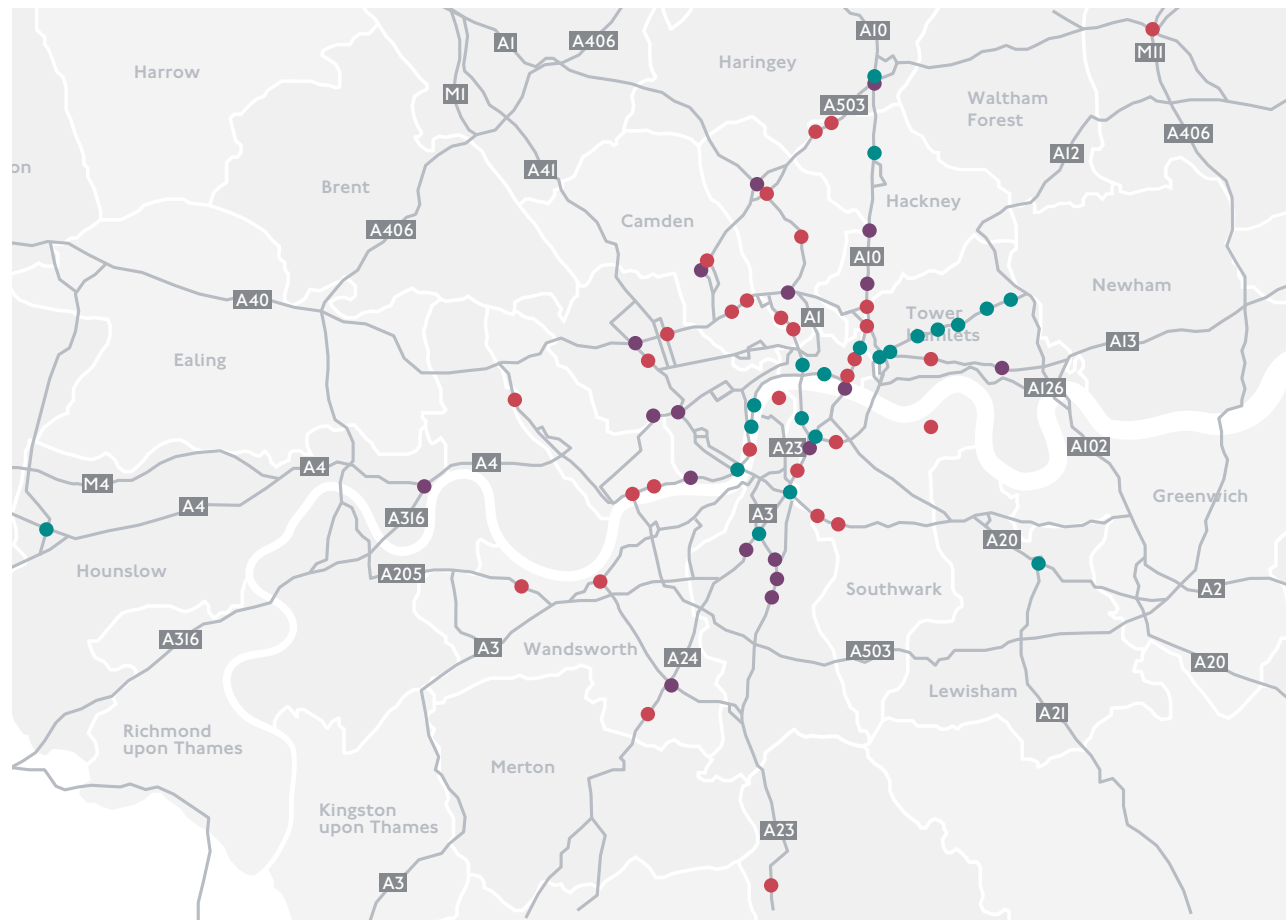 A10
A1
A406
Haringey
M11
Harrow
M1
A503
Waltham
Forest
A406
on
A41
A12
Brent
Hackney
Camden
A406
A10
Newham
A40
Tower
Hamlets
A1
A13
Ealing
A126
A23
A102
A4
A4
M4
Greenwich
A4
A316
A3
A20
Hounslow
A205
Southwark
A2
A316
A3
Wandsworth
A24
A503
A20
Lewisham
A21
Richmond
upon Thames
Merton
Kingston
upon Thames
A23
A3